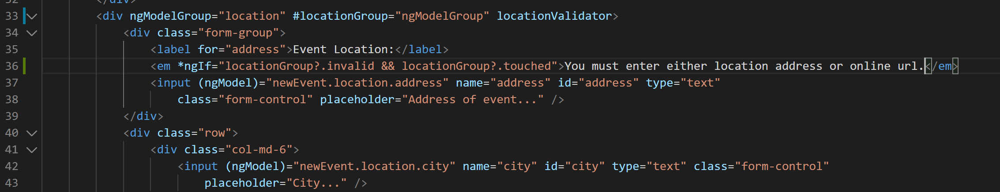 32 </div>
33 <div ngModelGroup="location" #locationGroup="ngModelGroup" locationValidator>
34 <div class="form-group">
35 <label for="address">Event Location:</label>
36 <em *ngIf="locationGroup?.invalid && locationGroup?.touched">You must enter either location address or online url.</em>
37 <input (ngModel)="newEvent.location.address" name="address" id="address" type="text"
38 class="form-control" placeholder="Address of event..." />
39 </div>
40 <div class="row">
41 <div class="col-md-6">
42 <input (ngModel)="newEvent.location.city" name="city" id="city" type="text" class="form-control"
43 placeholder="City..." />